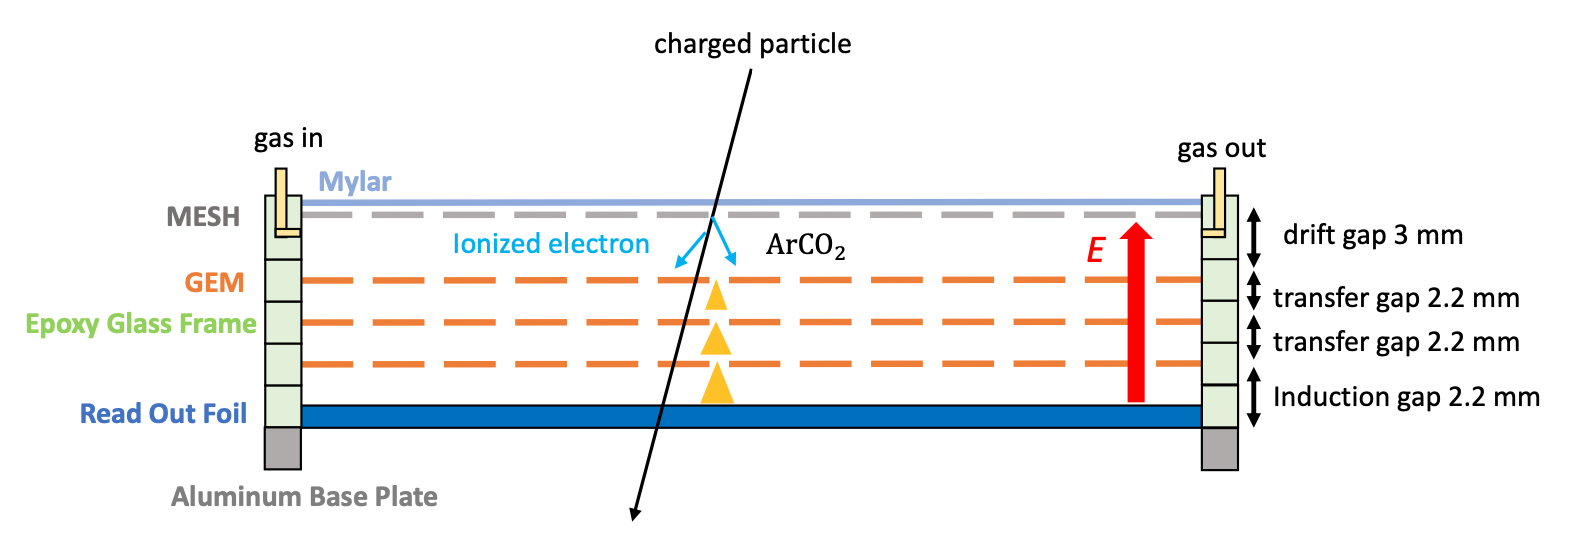 charged particle
gas in
gas out
Mylar
MESH
Ionized electron
ArCO₂
E
drift gap 3 mm
GEM
transfer gap 2.2 mm
Epoxy Glass Frame
transfer gap 2.2 mm
Read Out Foil
Induction gap 2.2 mm
Aluminum Base Plate